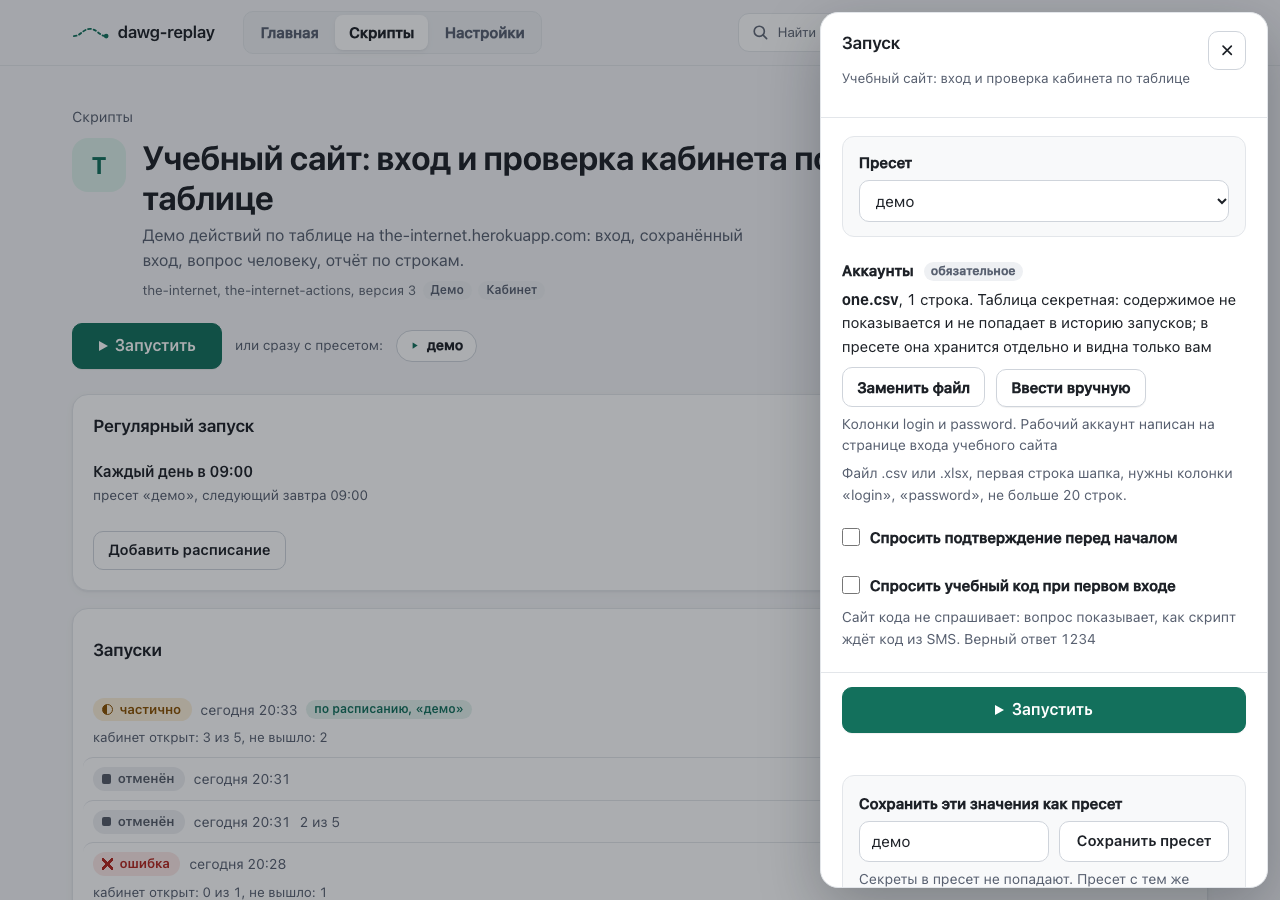 dawg-replay
Главная
Скрипты
Настройки
Найти
Скрипты
T
Учебный сайт: вход и проверка кабинета по
таблице
Демо действий по таблице на the-internet.herokuapp.com: вход, сохранённый
вход, вопрос человеку, отчёт по строкам.
the-internet, the-internet-actions, версия 3 Демо Кабинет
Запустить
или сразу с пресетом:
демо
Регулярный запуск
Каждый день в 09:00
пресет «демо», следующий завтра 09:00
Добавить расписание
Запуски
частично сегодня 20:33 по расписанию, «демо»
кабинет открыт: 3 из 5, не вышло: 2
отменён сегодня 20:31
отменён сегодня 20:31 2 из 5
ошибка сегодня 20:28
кабинет открыт: 0 из 1, не вышло: 1
Запуск
Учебный сайт: вход и проверка кабинета по таблице
Пресет
демо
Аккаунты обязательное
one.csv, 1 строка. Таблица секретная: содержимое не
показывается и не попадает в историю запусков; в
пресете она хранится отдельно и видна только вам
Заменить файл
Ввести вручную
Колонки login и password. Рабочий аккаунт написан на
странице входа учебного сайта
Файл .csv или .xlsx, первая строка шапка, нужны колонки
«login», «password», не больше 20 строк.
Спросить подтверждение перед началом
Спросить учебный код при первом входе
Сайт кода не спрашивает: вопрос показывает, как скрипт
ждёт код из SMS. Верный ответ 1234
Запустить
Сохранить эти значения как пресет
демо
Сохранить пресет
Секреты в пресет не попадают. Пресет с тем же